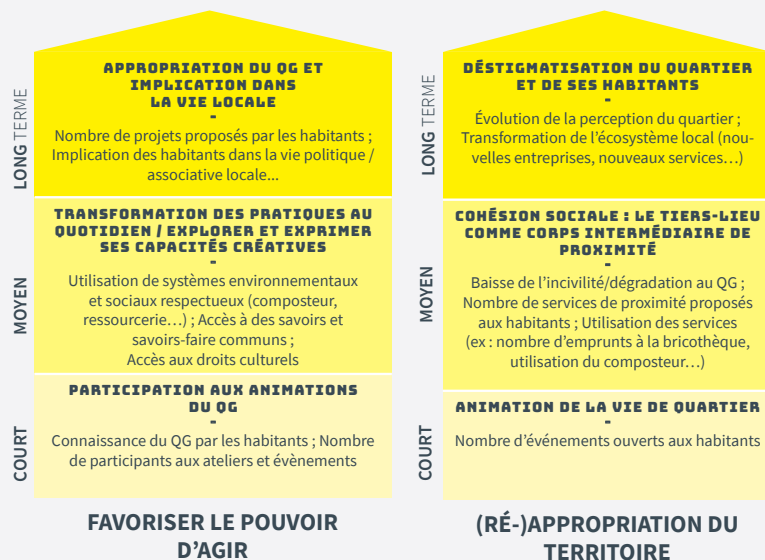 APPROPRIATION DU QG ET
IMPLICATION DANS
LA VIE LOCALE
-
Nombre de projets proposés par les habitants ;
Implication des habitants dans la vie politique /
associative locale...
LONG TERME
TRANSFORMATION DES PRATIQUES AU
QUOTIDIEN / EXPLORER ET EXPRIMER
SES CAPACITÉS CRÉATIVES
-
Utilisation de systèmes environnementaux
et sociaux respectueux (composteur,
ressourcerie…) ; Accès à des savoirs et
savoirs-faire communs ;
Accès aux droits culturels
MOYEN
PARTICIPATION AUX ANIMATIONS
DU QG
-
Connaissance du QG par les habitants ; Nombre
de participants aux ateliers et évènements
COURT
FAVORISER LE POUVOIR
D’AGIR
DÉSTIGMATISATION DU QUARTIER
ET DE SES HABITANTS
-
Évolution de la perception du quartier ;
Transformation de l’écosystème local (nou-
velles entreprises, nouveaux services…)
LONG TERME
COHÉSION SOCIALE : LE TIERS-LIEU
COMME CORPS INTERMÉDIAIRE DE
PROXIMITÉ
-
Baisse de l’incivilité/dégradation au QG ;
Nombre de services de proximité proposés
aux habitants ; Utilisation des services
(ex : nombre d’emprunts à la bricothèque,
utilisation du composteur…)
MOYEN
ANIMATION DE LA VIE DE QUARTIER
-
Nombre d’événements ouverts aux habitants
COURT
(RÉ-)APPROPRIATION DU
TERRITOIRE